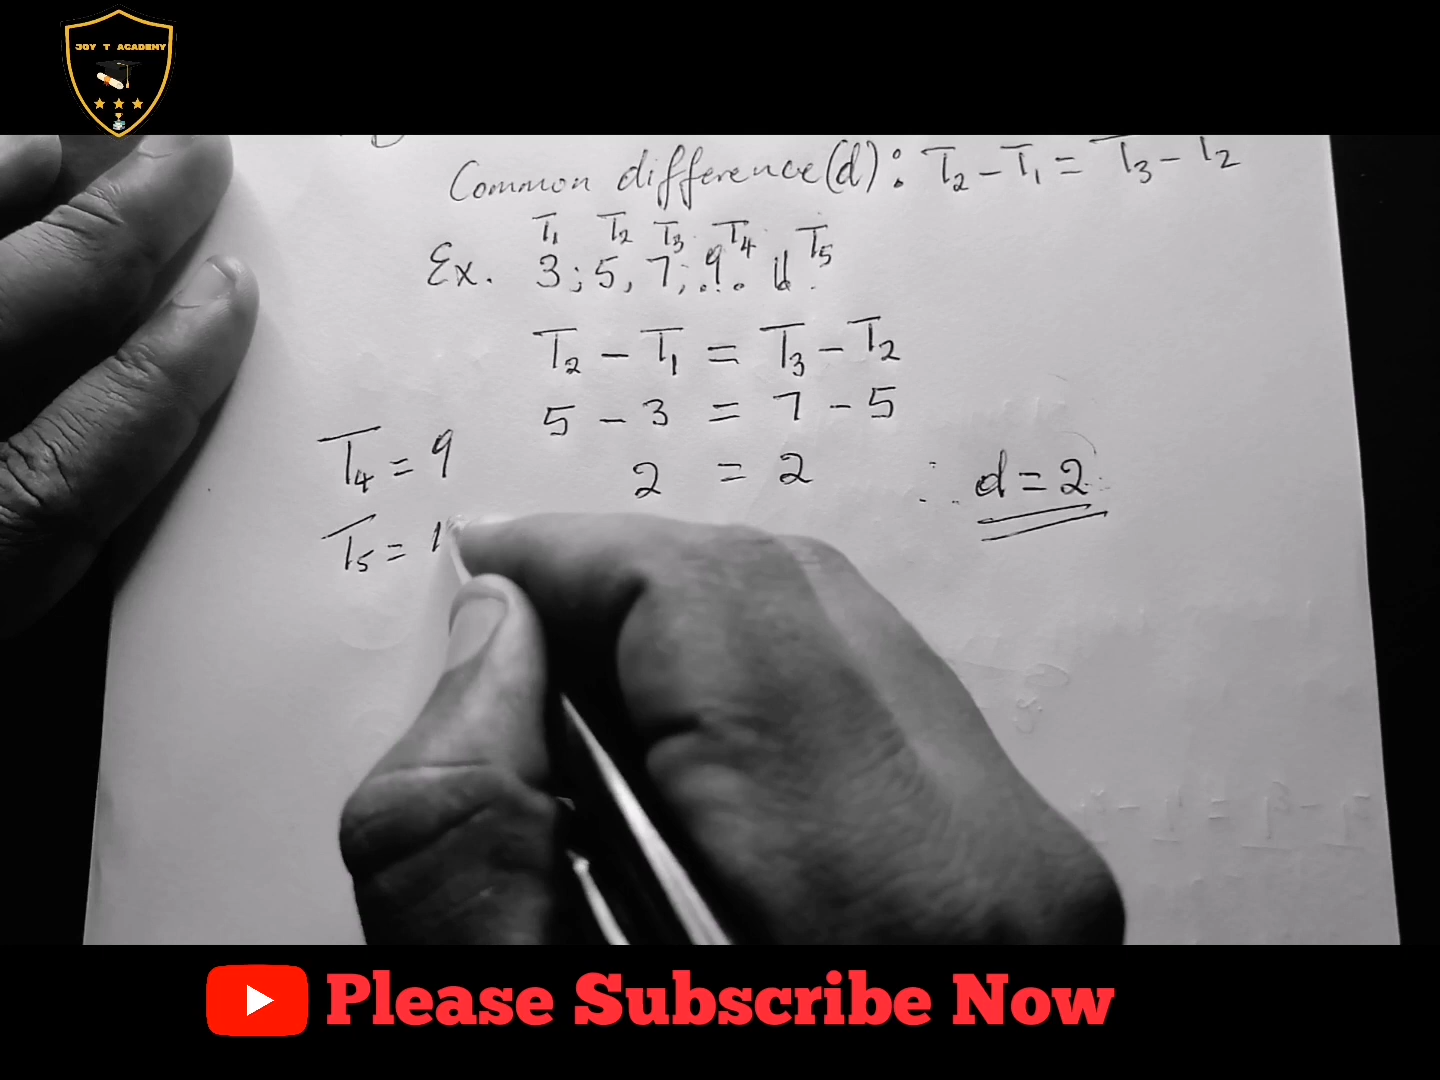 JOY T ACADEMY
Common difference(d): T₂ - T₁ = T₃ - T₂
T₁ T₂ T₃ T₄ T₅
Ex. 3; 5, 7; 9. 11
T₂ - T₁ = T₃ - T₂
5 - 3 = 7 - 5
T₄ = 9
2 = 2 ∴ d = 2
T₅ = 1
Please Subscribe Now